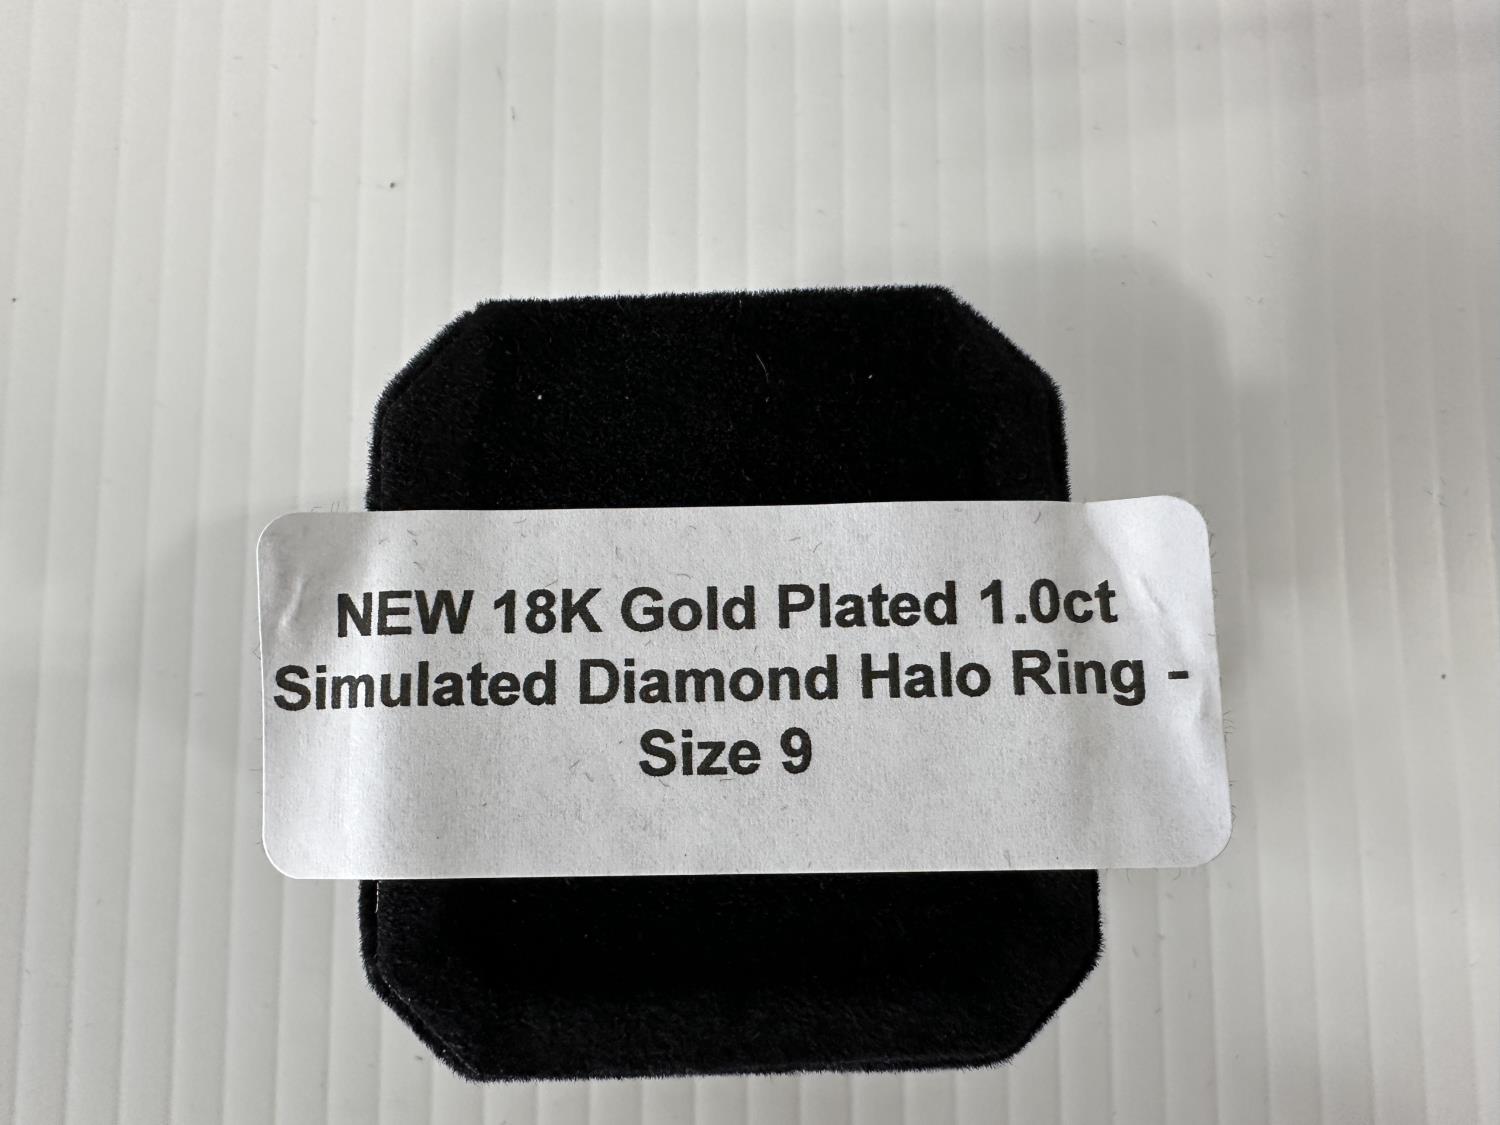 NEW 18K Gold Plated 1.0ct
Simulated Diamond Halo Ring -
Size 9